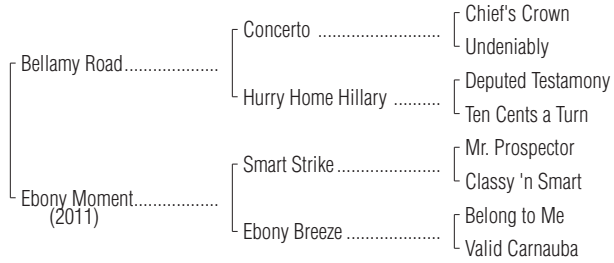 Chief's Crown
Concerto ............................
Undeniably
Bellamy Road......................
Deputed Testamony
Hurry Home Hillary ...........
Ten Cents a Turn
Mr. Prospector
Smart Strike........................
Classy 'n Smart
Ebony Moment....................
(2011)
Belong to Me
Ebony Breeze .....................
Valid Carnauba